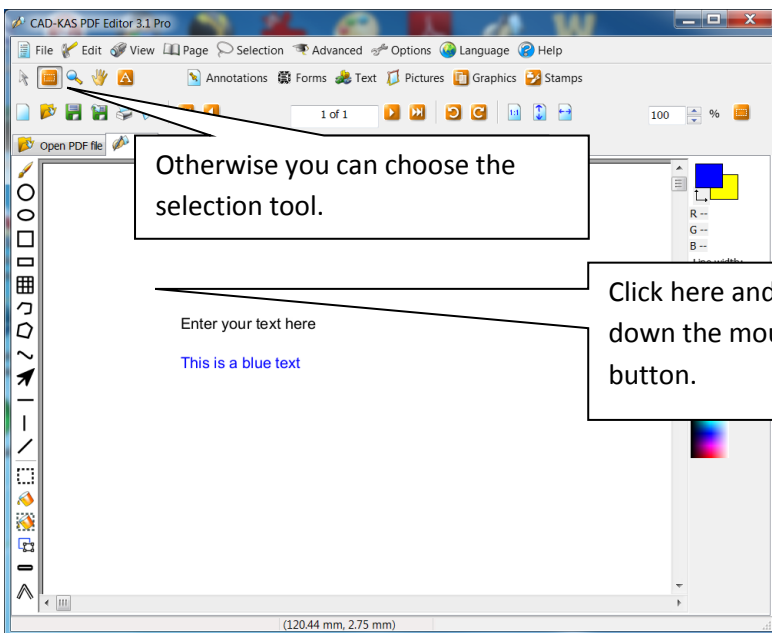 CAD-KAS PDF Editor 3.1 Pro
File Edit View Page Selection Advanced Options Language Help
Annotations Forms Text Pictures Graphics Stamps
1 of 1 1:1 100 %
Open PDF file
Otherwise you can choose the
selection tool.
R --
G --
B --
Click here and
down the
button.
Enter your text here
This is a blue text
(120.44 mm, 2.75 mm)